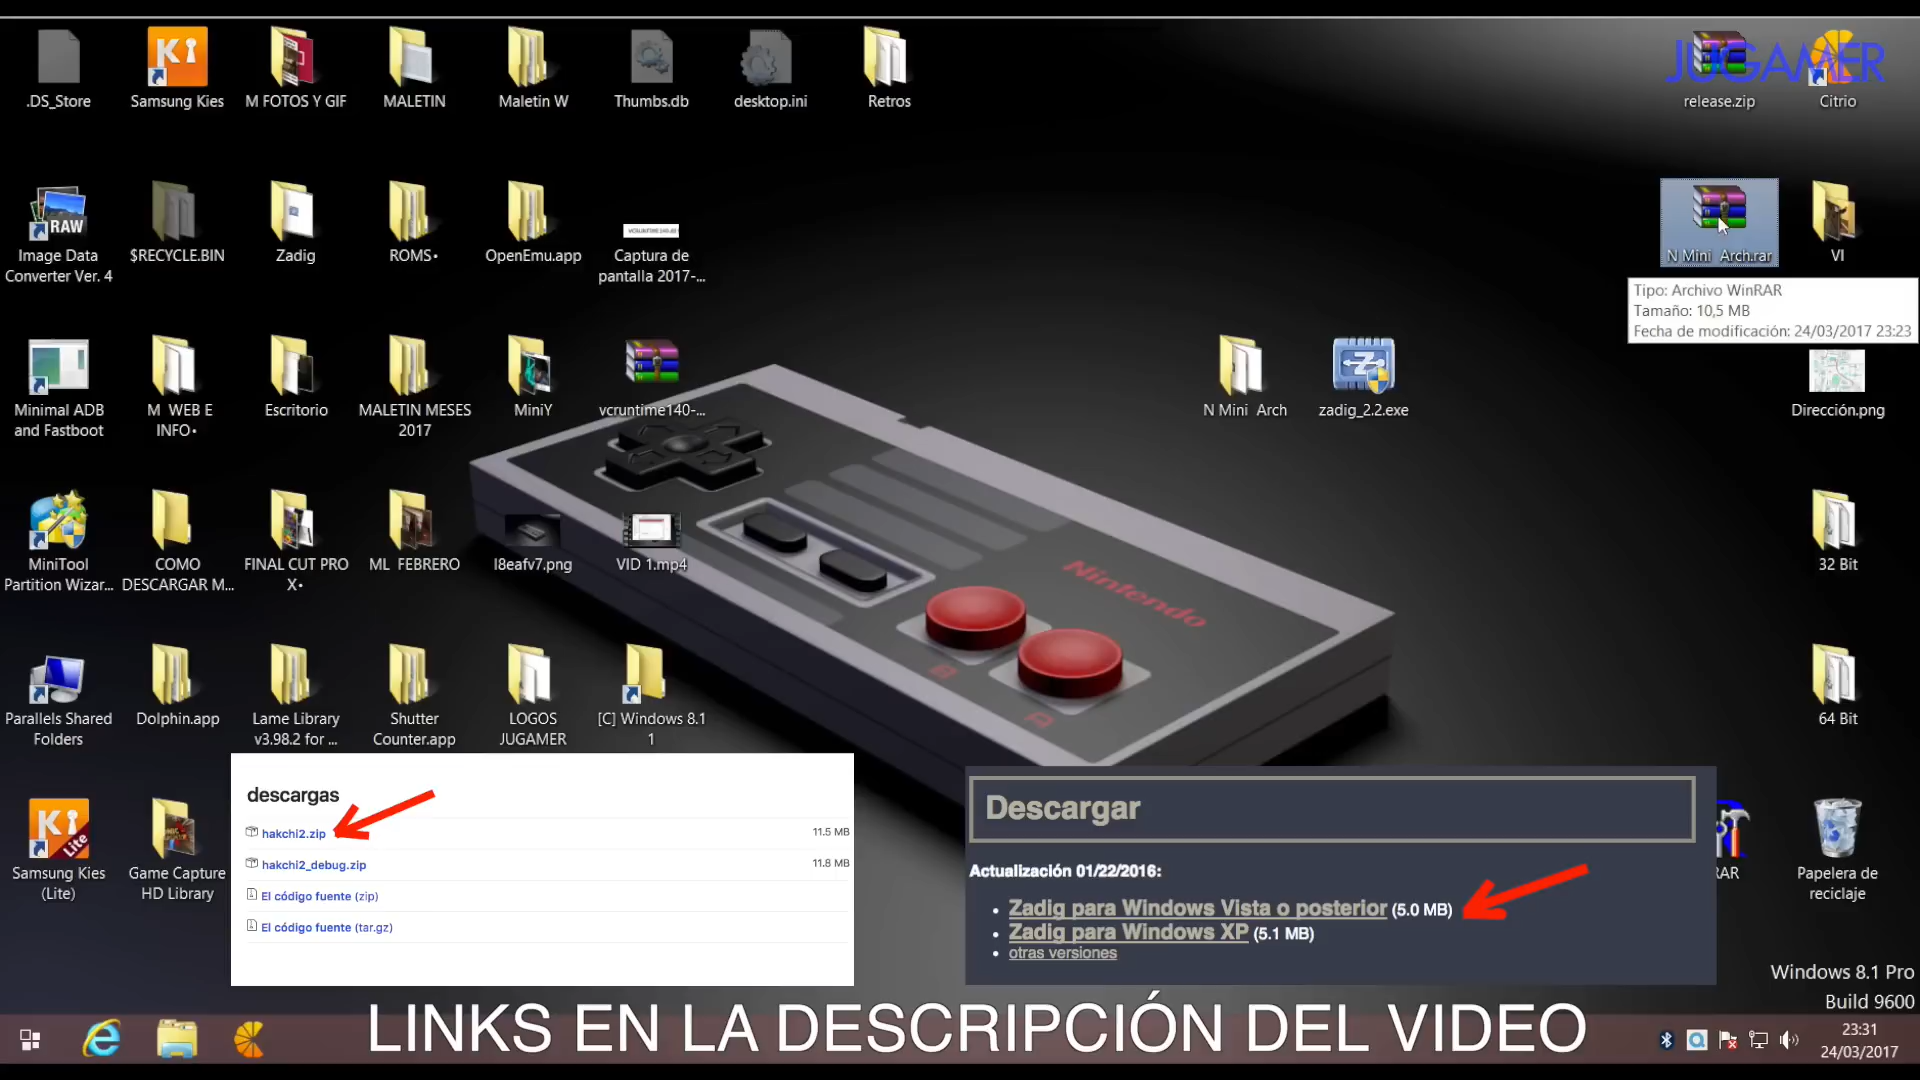 .DS_Store
Samsung Kies
M FOTOS Y GIF
MALETIN
Maletin W
Thumbs.db
desktop.ini
Retros
release.zip
Citrio
JUGAMER
RAW
Image Data
Converter Ver. 4
$RECYCLE.BIN
Zadig
ROMS•
OpenEmu.app
Captura de
pantalla 2017-...
N Mini Arch.rar
VI
Tipo: Archivo WinRAR
Tamaño: 10,5 MB
Fecha de modificación: 24/03/2017 23:23
Minimal ADB
and Fastboot
M WEB E
INFO•
Escritorio
MALETIN MESES
2017
MiniY
vcruntime140-...
N Mini Arch
zadig_2.2.exe
Dirección.png
MiniTool
Partition Wizar...
COMO
DESCARGAR M...
FINAL CUT PRO
X•
ML FEBRERO
l8eafv7.png
VID 1.mp4
32 Bit
Nintendo
B
A
Parallels Shared
Folders
Dolphin.app
Lame Library
v3.98.2 for ...
Shutter
Counter.app
LOGOS
JUGAMER
[C] Windows 8.1
1
64 Bit
Ki
Lite
Samsung Kies
(Lite)
Game Capture
HD Library
descargas
hakchi2.zip 11.5 MB
hakchi2_debug.zip 11.8 MB
El código fuente (zip)
El código fuente (tar.gz)
Descargar
Actualización 01/22/2016:
• Zadig para Windows Vista o posterior (5.0 MB)
• Zadig para Windows XP (5.1 MB)
• otras versiones
RAR
Papelera de
reciclaje
Windows 8.1 Pro
Build 9600
LINKS EN LA DESCRIPCIÓN DEL VIDEO
23:31
24/03/2017